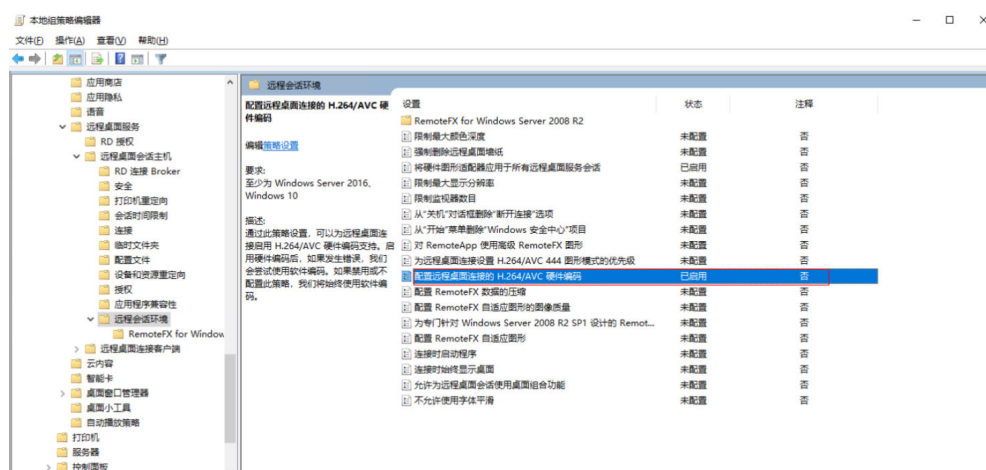 本地组策略编辑器
文件(F) 操作(A) 查看(V) 帮助(H)
应用商店
应用隐私
语音
远程桌面服务
RD 授权
远程桌面会话主机
RD 连接 Broker
安全
打印机重定向
会话时间限制
连接
临时文件夹
配置文件
设备和资源重定向
授权
应用程序兼容性
远程会话环境
RemoteFX for Window
远程桌面连接客户端
云内容
智能卡
桌面窗口管理器
桌面小工具
自动播放策略
打印机
服务器
控制面板
远程会话环境
配置远程桌面连接的 H.264/AVC 硬
件编码
编辑策略设置
要求:
至少为 Windows Server 2016、
Windows 10
描述:
通过此策略设置，可以为远程桌面连
接启用 H.264/AVC 硬件编码支持。启
用硬件编码后，如果发生错误，我们
会尝试使用软件编码。如果禁用或不
配置此策略，我们将始终使用软件编
码。
设置 状态 注释
RemoteFX for Windows Server 2008 R2
限制最大颜色深度 未配置 否
强制删除远程桌面墙纸 未配置 否
将硬件图形适配器应用于所有远程桌面服务会话 已启用 否
限制最大显示分辨率 未配置 否
限制监视器数目 未配置 否
从"关机"对话框删除"断开连接"选项 未配置 否
从"开始"菜单删除"Windows 安全中心"项目 未配置 否
对 RemoteApp 使用高级 RemoteFX 图形 未配置 否
为远程桌面连接设置 H.264/AVC 444 图形模式的优先级 未配置 否
配置远程桌面连接的 H.264/AVC 硬件编码 已启用 否
配置 RemoteFX 数据的压缩 未配置 否
配置 RemoteFX 自适应图形的图像质量 未配置 否
为专门针对 Windows Server 2008 R2 SP1 设计的 Remot... 未配置 否
配置 RemoteFX 自适应图形 未配置 否
连接时启动程序 未配置 否
连接时始终显示桌面 未配置 否
允许为远程桌面会话使用桌面组合功能 未配置 否
不允许使用字体平滑 未配置 否